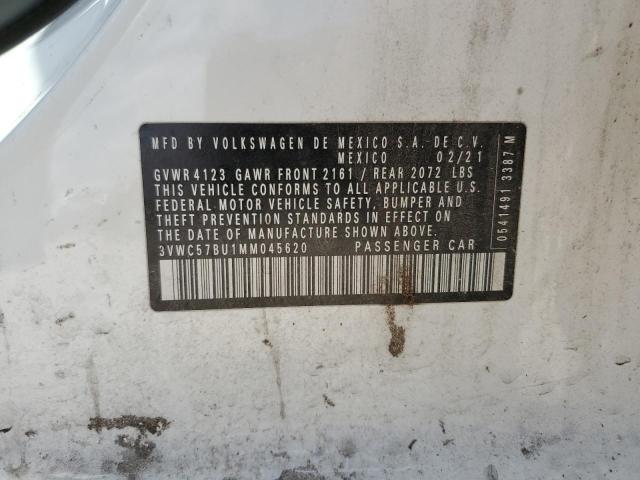 MFD BY VOLKSWAGEN DE MEXICO S.A. DE C.V.
MEXICO 02/21
GVWR 4123 GAWR FRONT 2161 / REAR 2072 LBS
THIS VEHICLE CONFORMS TO ALL APPLICABLE U.S.
FEDERAL MOTOR VEHICLE SAFETY, BUMPER AND
THEFT PREVENTION STANDARDS IN EFFECT ON
THE DATE OF MANUFACTURE SHOWN ABOVE.
3VWC57BU1MM045620 PASSENGER CAR
0541491 3387 M